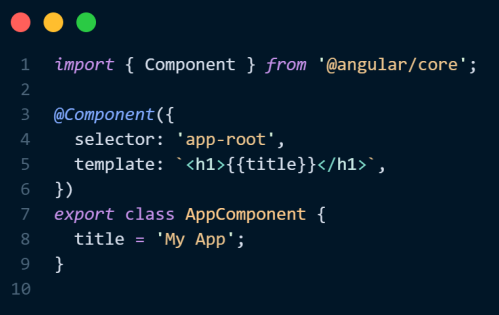 1 import { Component } from '@angular/core';
2
3 @Component({
4   selector: 'app-root',
5   template: `<h1>{{title}}</h1>`,
6 })
7 export class AppComponent {
8   title = 'My App';
9 }
10